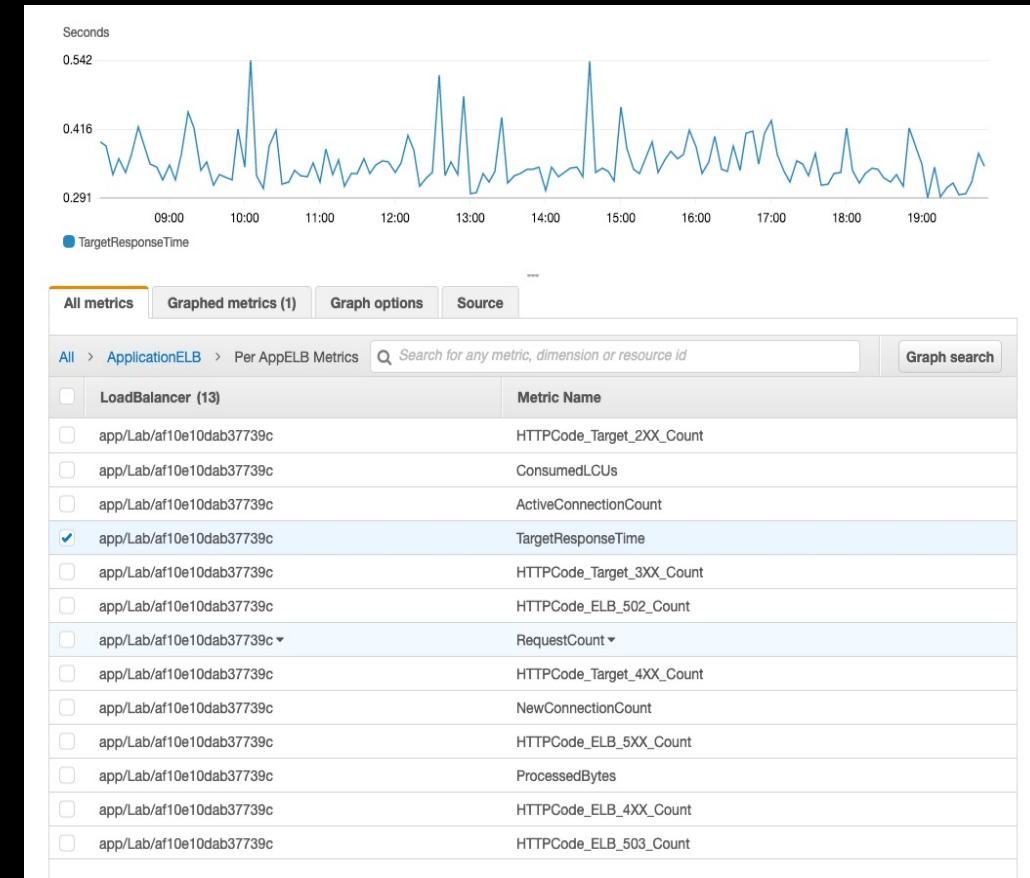 Seconds
0.542
0.416
0.291
09:00 10:00 11:00 12:00 13:00 14:00 15:00 16:00 17:00 18:00 19:00
TargetResponseTime
All metrics Graphed metrics (1) Graph options Source
All > ApplicationELB > Per AppELB Metrics Search for any metric, dimension or resource id Graph search
LoadBalancer (13) Metric Name
app/Lab/af10e10dab37739c HTTPCode_Target_2XX_Count
app/Lab/af10e10dab37739c ConsumedLCUs
app/Lab/af10e10dab37739c ActiveConnectionCount
app/Lab/af10e10dab37739c TargetResponseTime
app/Lab/af10e10dab37739c HTTPCode_Target_3XX_Count
app/Lab/af10e10dab37739c HTTPCode_ELB_502_Count
app/Lab/af10e10dab37739c RequestCount
app/Lab/af10e10dab37739c HTTPCode_Target_4XX_Count
app/Lab/af10e10dab37739c NewConnectionCount
app/Lab/af10e10dab37739c HTTPCode_ELB_5XX_Count
app/Lab/af10e10dab37739c ProcessedBytes
app/Lab/af10e10dab37739c HTTPCode_ELB_4XX_Count
app/Lab/af10e10dab37739c HTTPCode_ELB_503_Count